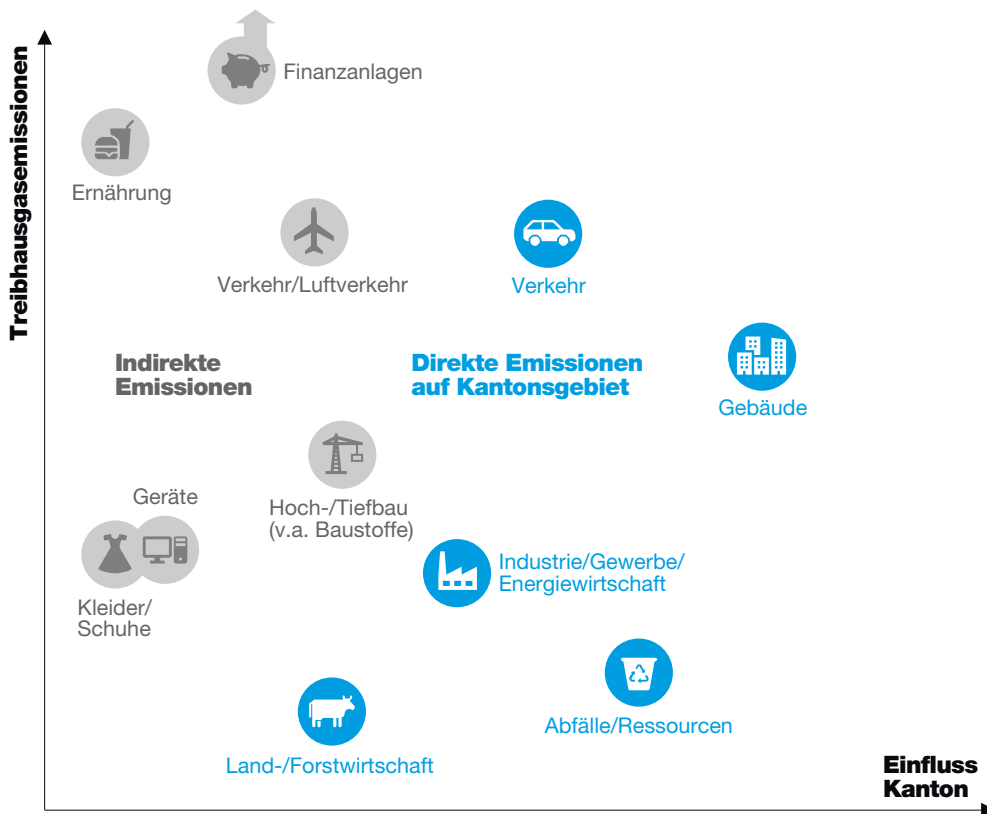 Treibhausgasemissionen
Finanzanlagen
Ernährung
Verkehr/Luftverkehr
Verkehr
Indirekte
Emissionen
Direkte Emissionen
auf Kantonsgebiet
Gebäude
Geräte
Hoch-/Tiefbau
(v.a. Baustoffe)
Industrie/Gewerbe/
Energiewirtschaft
Kleider/
Schuhe
Abfälle/Ressourcen
Land-/Forstwirtschaft
Einfluss
Kanton